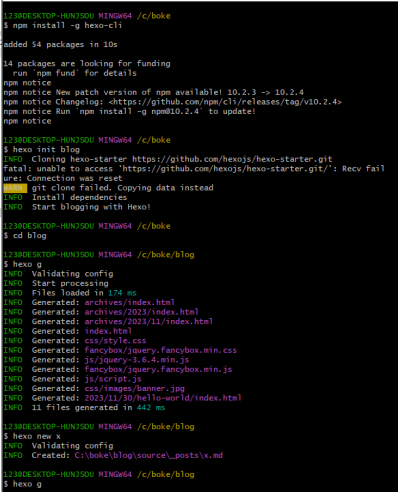 123@DESKTOP-HUNJSOU MINGW64 /c/boke
$ npm install -g hexo-cli
added 54 packages in 10s
14 packages are looking for funding
run `npm fund` for details
npm notice
npm notice New patch version of npm available! 10.2.3 -> 10.2.4
npm notice Changelog: <https://github.com/npm/cli/releases/tag/v10.2.4>
npm notice Run `npm install -g npm@10.2.4` to update!
npm notice
123@DESKTOP-HUNJSOU MINGW64 /c/boke
$ hexo init blog
INFO  Cloning hexo-starter https://github.com/hexojs/hexo-starter.git
fatal: unable to access 'https://github.com/hexojs/hexo-starter.git/': Recv fail
ure: Connection was reset
WARN  git clone failed. Copying data instead
INFO  Install dependencies
INFO  Start blogging with Hexo!
123@DESKTOP-HUNJSOU MINGW64 /c/boke
$ cd blog
123@DESKTOP-HUNJSOU MINGW64 /c/boke/blog
$ hexo g
INFO  Validating config
INFO  Start processing
INFO  Files loaded in 174 ms
INFO  Generated: archives/index.html
INFO  Generated: archives/2023/index.html
INFO  Generated: archives/2023/11/index.html
INFO  Generated: index.html
INFO  Generated: css/style.css
INFO  Generated: fancybox/jquery.fancybox.min.css
INFO  Generated: js/jquery-3.6.4.min.js
INFO  Generated: fancybox/jquery.fancybox.min.js
INFO  Generated: js/script.js
INFO  Generated: css/images/banner.jpg
INFO  Generated: 2023/11/30/hello-world/index.html
INFO  11 files generated in 442 ms
123@DESKTOP-HUNJSOU MINGW64 /c/boke/blog
$ hexo new x
INFO  Validating config
INFO  Created: C:\boke\blog\source\_posts\x.md
123@DESKTOP-HUNJSOU MINGW64 /c/boke/blog
$ hexo g